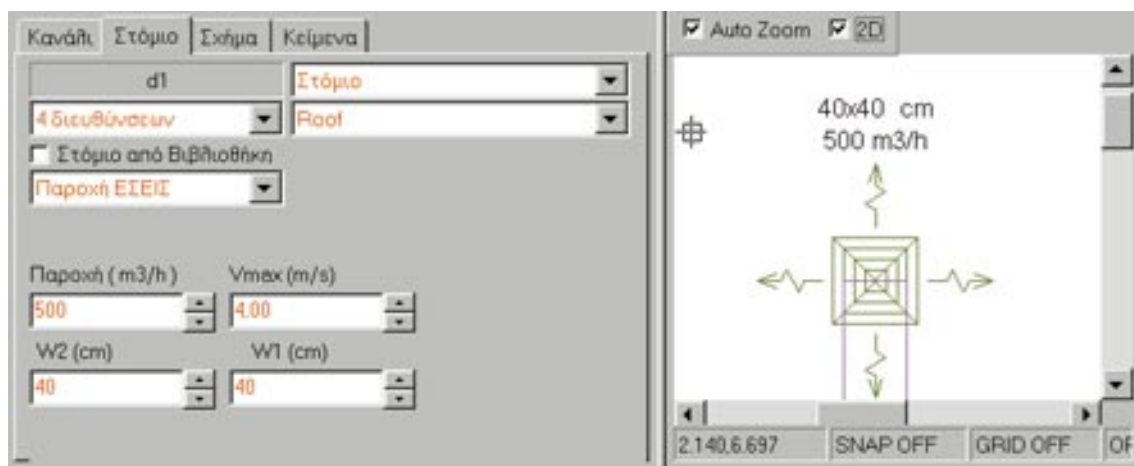 Κανάλι Στόμιο Σχήμα Κείμενα
d1 Στόμιο
4 διευθύνσεων Roof
Στόμιο από Βιβλιοθήκη
Παροχή ΕΣΕΙΣ
Παροχή ( m3/h ) Vmax (m/s)
500 4.00
W2 (cm) W1 (cm)
40 40
Auto Zoom 2D
40x40 cm
500 m3/h
2.140,6.697 SNAP OFF GRID OFF